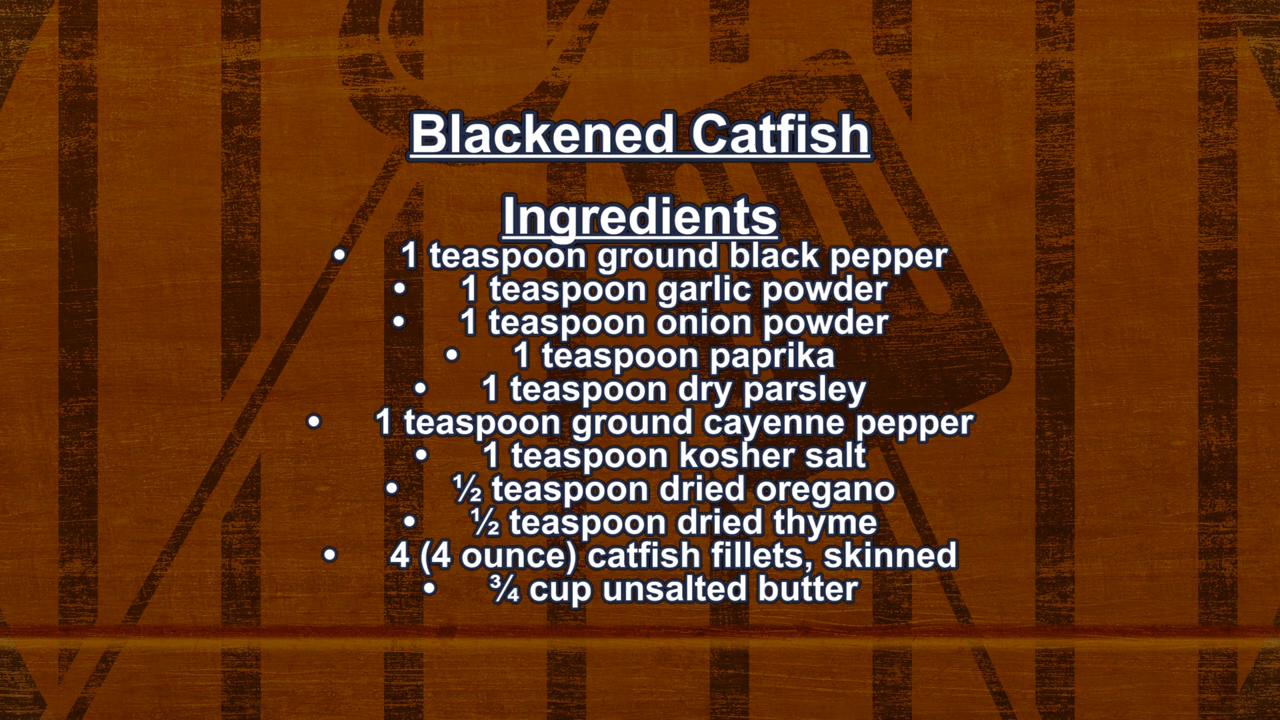 Blackened Catfish
Ingredients
• 1 teaspoon ground black pepper
• 1 teaspoon garlic powder
• 1 teaspoon onion powder
• 1 teaspoon paprika
• 1 teaspoon dry parsley
• 1 teaspoon ground cayenne pepper
• 1 teaspoon kosher salt
• ½ teaspoon dried oregano
• ½ teaspoon dried thyme
• 4 (4 ounce) catfish fillets, skinned
• ¾ cup unsalted butter